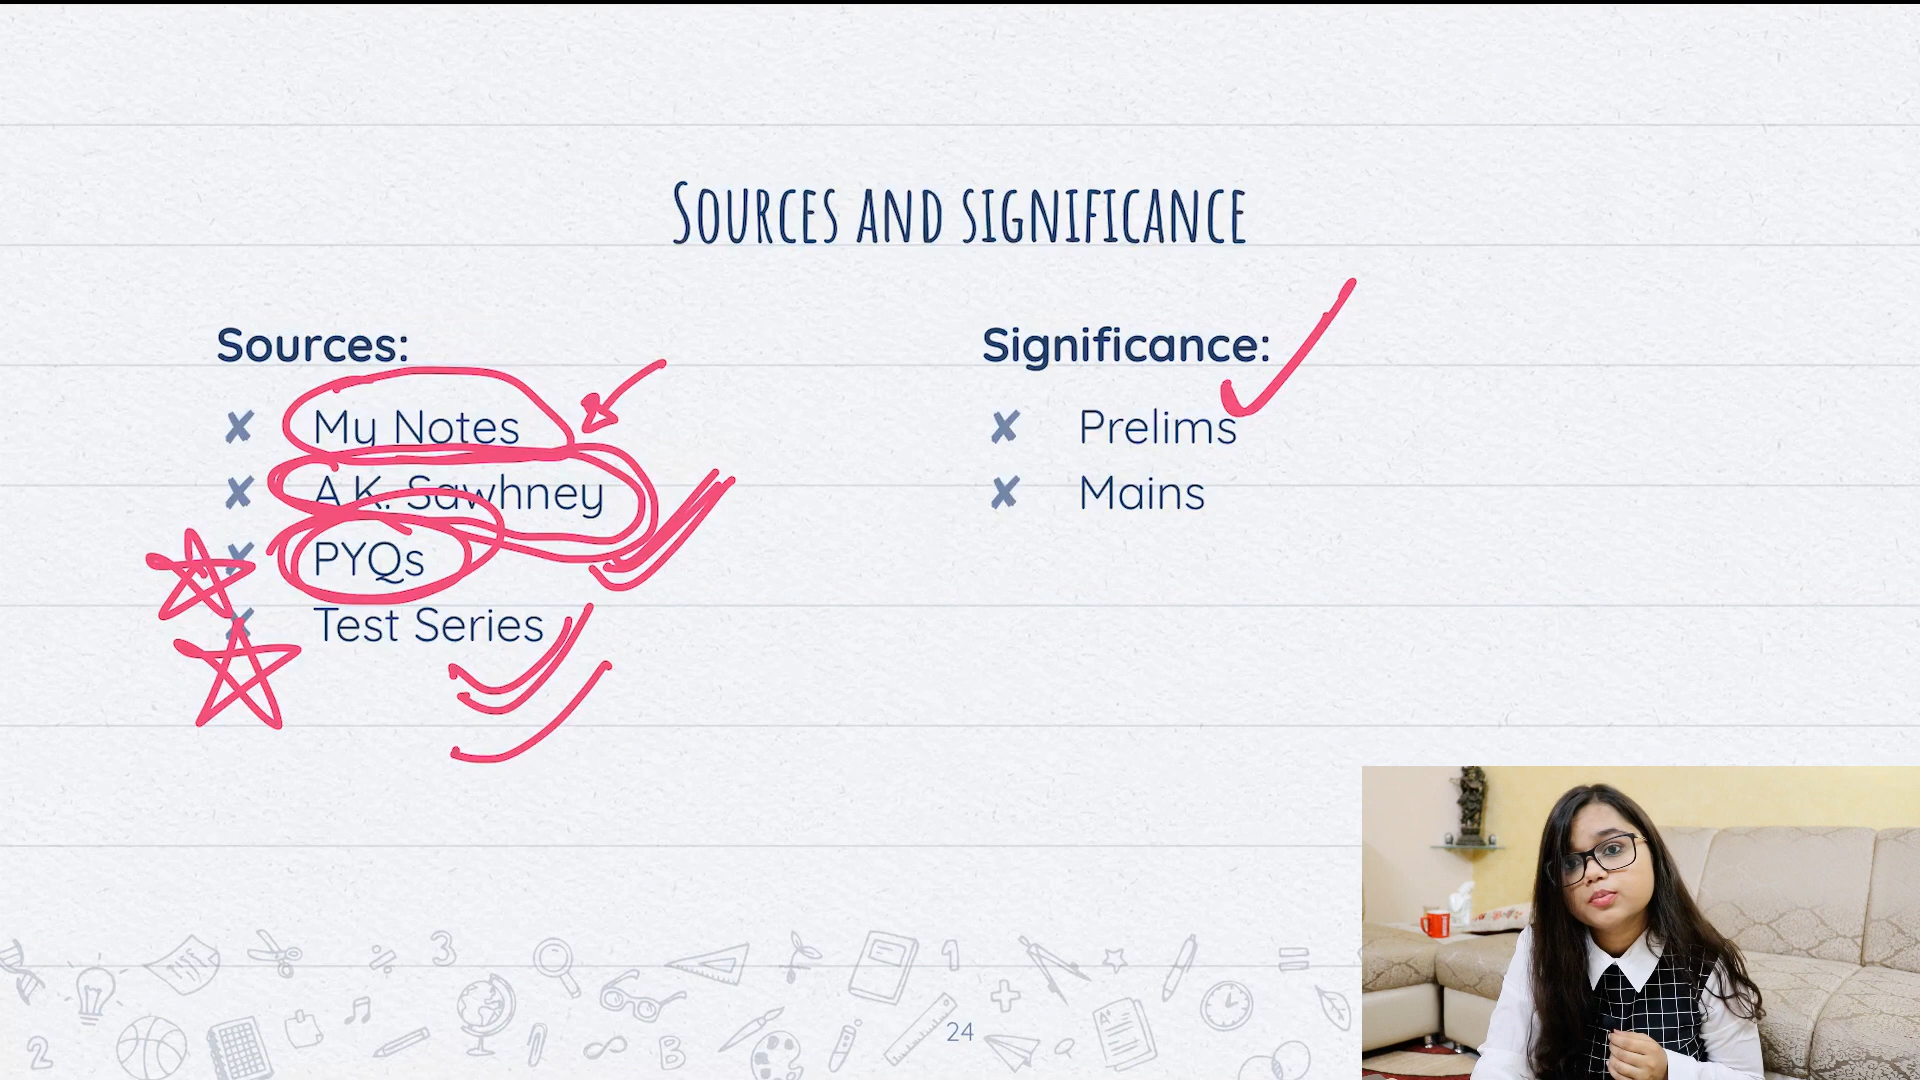 Sources and significance
Sources:
My Notes
A.K. Sawhney
PYQs
Test Series
Significance:
Prelims
Mains
24